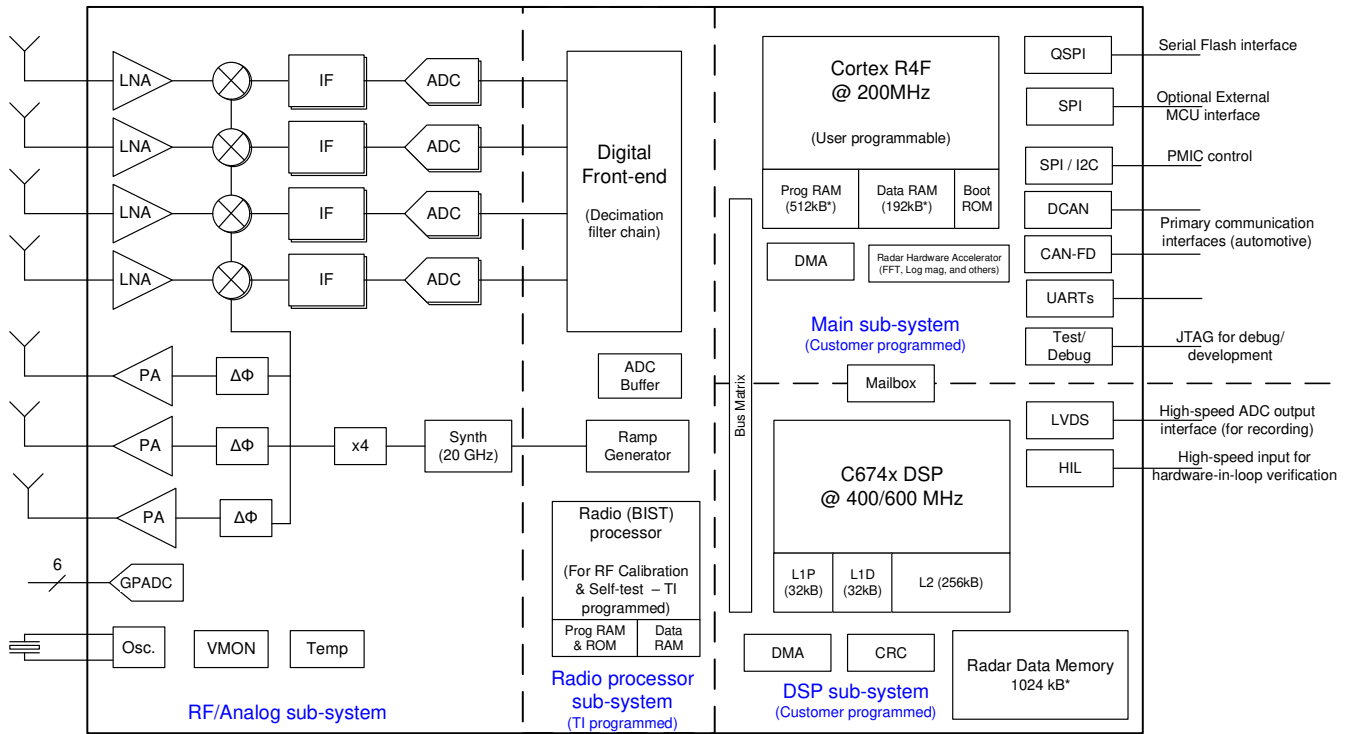 LNA
IF
ADC
LNA
IF
ADC
LNA
IF
ADC
LNA
IF
ADC
PA
ΔΦ
PA
ΔΦ
x4
Synth
(20 GHz)
PA
ΔΦ
6
GPADC
Osc.
VMON
Temp
RF/Analog sub-system
Digital
Front-end
(Decimation
filter chain)
ADC
Buffer
Ramp
Generator
Radio (BIST)
processor
(For RF Calibration
& Self-test – TI
programmed)
Prog RAM
& ROM
Data
RAM
Radio processor
sub-system
(TI programmed)
Bus Matrix
Cortex R4F
@ 200MHz
(User programmable)
Prog RAM
(512kB*)
Data RAM
(192kB*)
Boot
ROM
DMA
Radar Hardware Accelerator
(FFT, Log mag, and others)
Main sub-system
(Customer programmed)
Mailbox
C674x DSP
@ 400/600 MHz
L1P
(32kB)
L1D
(32kB)
L2 (256kB)
DMA
CRC
Radar Data Memory
1024 kB*
DSP sub-system
(Customer programmed)
QSPI
Serial Flash interface
SPI
Optional External
MCU interface
SPI / I2C
PMIC control
DCAN
Primary communication
interfaces (automotive)
CAN-FD
UARTs
Test/
Debug
JTAG for debug/
development
LVDS
High-speed ADC output
interface (for recording)
HIL
High-speed input for
hardware-in-loop verification